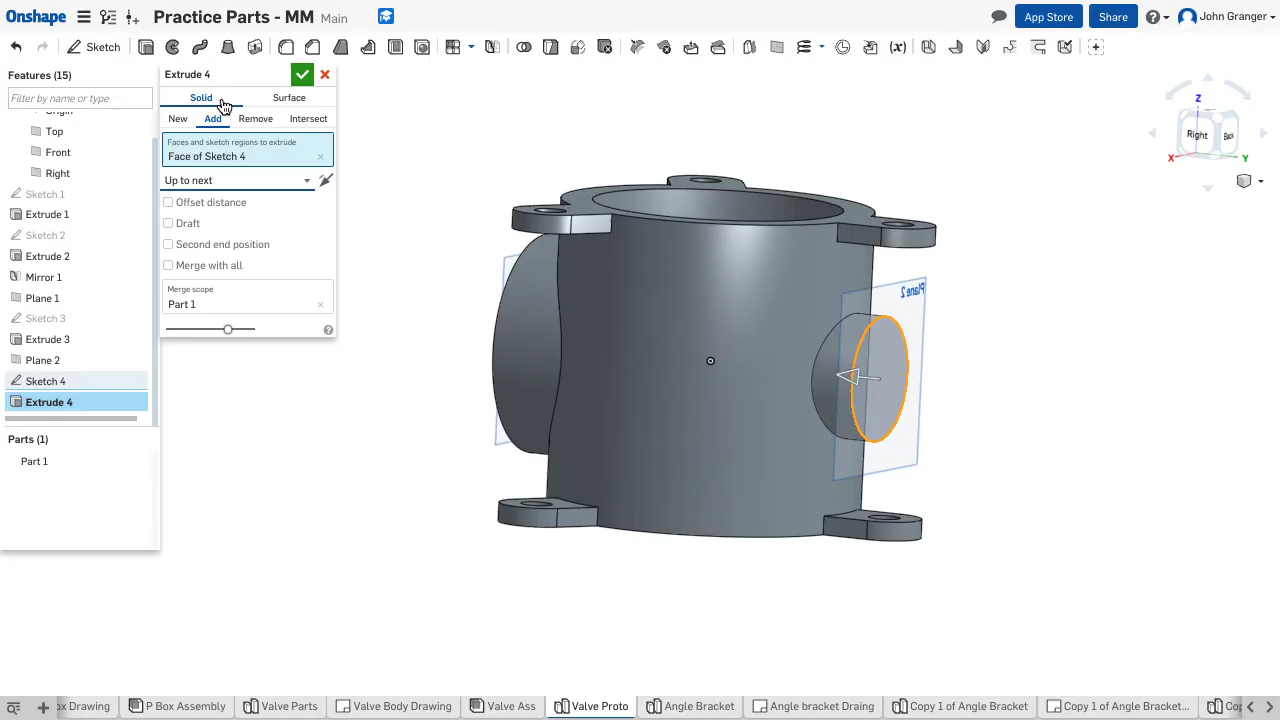 Onshape Practice Parts - MM Main App Store Share John Granger
Sketch (x)
Features (15)
Filter by name or type
Origin
Top
Front
Right
Sketch 1
Extrude 1
Sketch 2
Extrude 2
Mirror 1
Plane 1
Sketch 3
Extrude 3
Plane 2
Sketch 4
Extrude 4
Parts (1)
Part 1
Extrude 4
Solid Surface
New Add Remove Intersect
Faces and sketch regions to extrude
Face of Sketch 4
Up to next
Offset distance
Draft
Second end position
Merge with all
Merge scope
Part 1
Plane 2
Z
Right Back
X Y
ox Drawing P Box Assembly Valve Parts Valve Body Drawing Valve Ass Valve Proto Angle Bracket Angle bracket Draing Copy 1 of Angle Bracket Copy 1 of Angle Bracket... Co